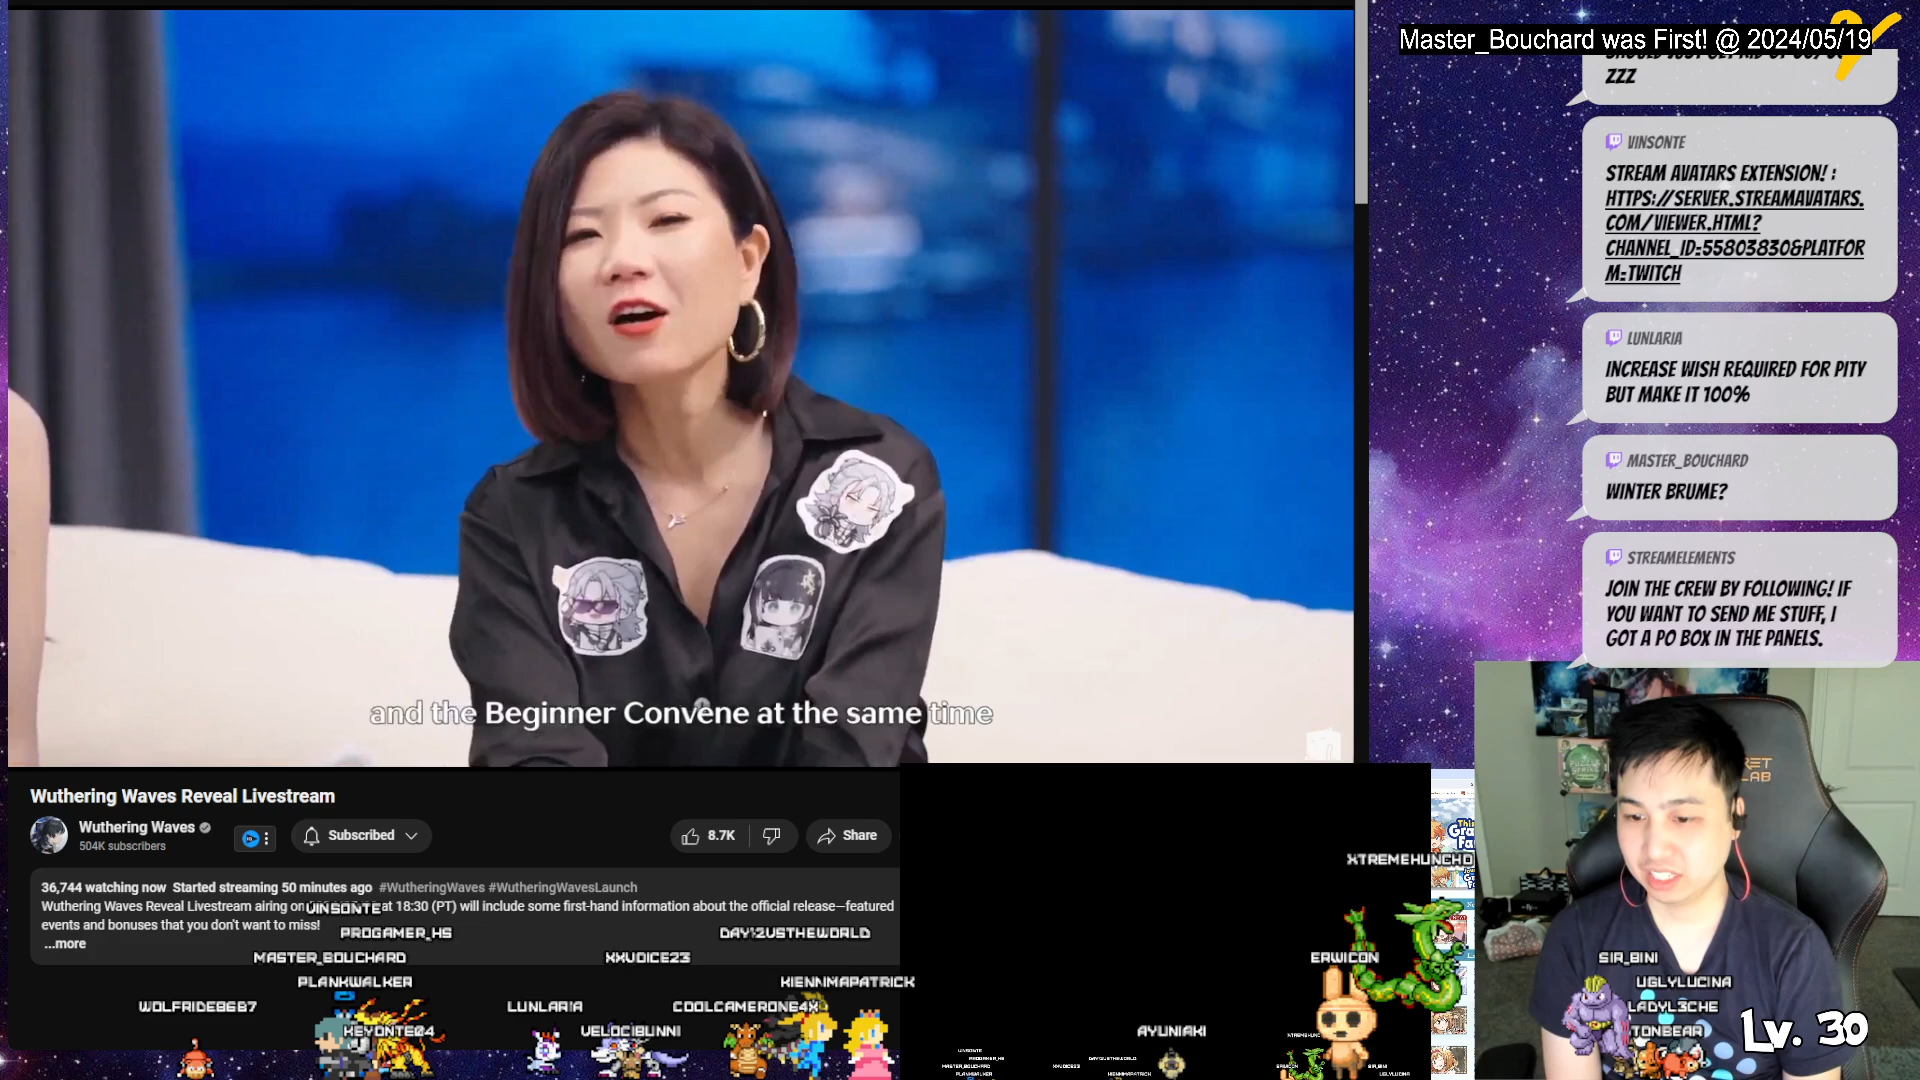 Master_Bouchard was First! @ 2024/05/19
ZZZ
VINSONTE
STREAM AVATARS EXTENSION! :
HTTPS://SERVER.STREAMAVATARS.
COM/VIEWER.HTML?
CHANNEL_ID=55803830&PLATFOR
M=TWITCH
LUNLARIA
INCREASE WISH REQUIRED FOR PITY
BUT MAKE IT 100%
MASTER_BOUCHARD
WINTER BRUME?
STREAMELEMENTS
JOIN THE CREW BY FOLLOWING! IF
YOU WANT TO SEND ME STUFF, I
GOT A PO BOX IN THE PANELS.
and the Beginner Convene at the same time
Wuthering Waves Reveal Livestream
Wuthering Waves
504K subscribers
Subscribed
8.7K
Share
36,744 watching now Started streaming 50 minutes ago #WutheringWaves #WutheringWavesLaunch
Wuthering Waves Reveal Livestream airing on at 18:30 (PT) will include some first-hand information about the official release—featured
events and bonuses that you don't want to miss!
...more
VINSONTE
PROGAMER_HS
DAY12USTHEWORLD
MASTER_BOUCHARD
XXVDICE23
PLANKWALKER
KIENNMAPATRICK
WOLFRIDE86B7
LUNLARIA
COOLCAMERONE4X
KEYONTE04
VELOCIBUNNI
AYUNIAKI
XTREMEHUNCHO
ERWICON
SIR_BINI
UGLYLUCINA
LADYL3CHE
TONBEAR
Lv. 30